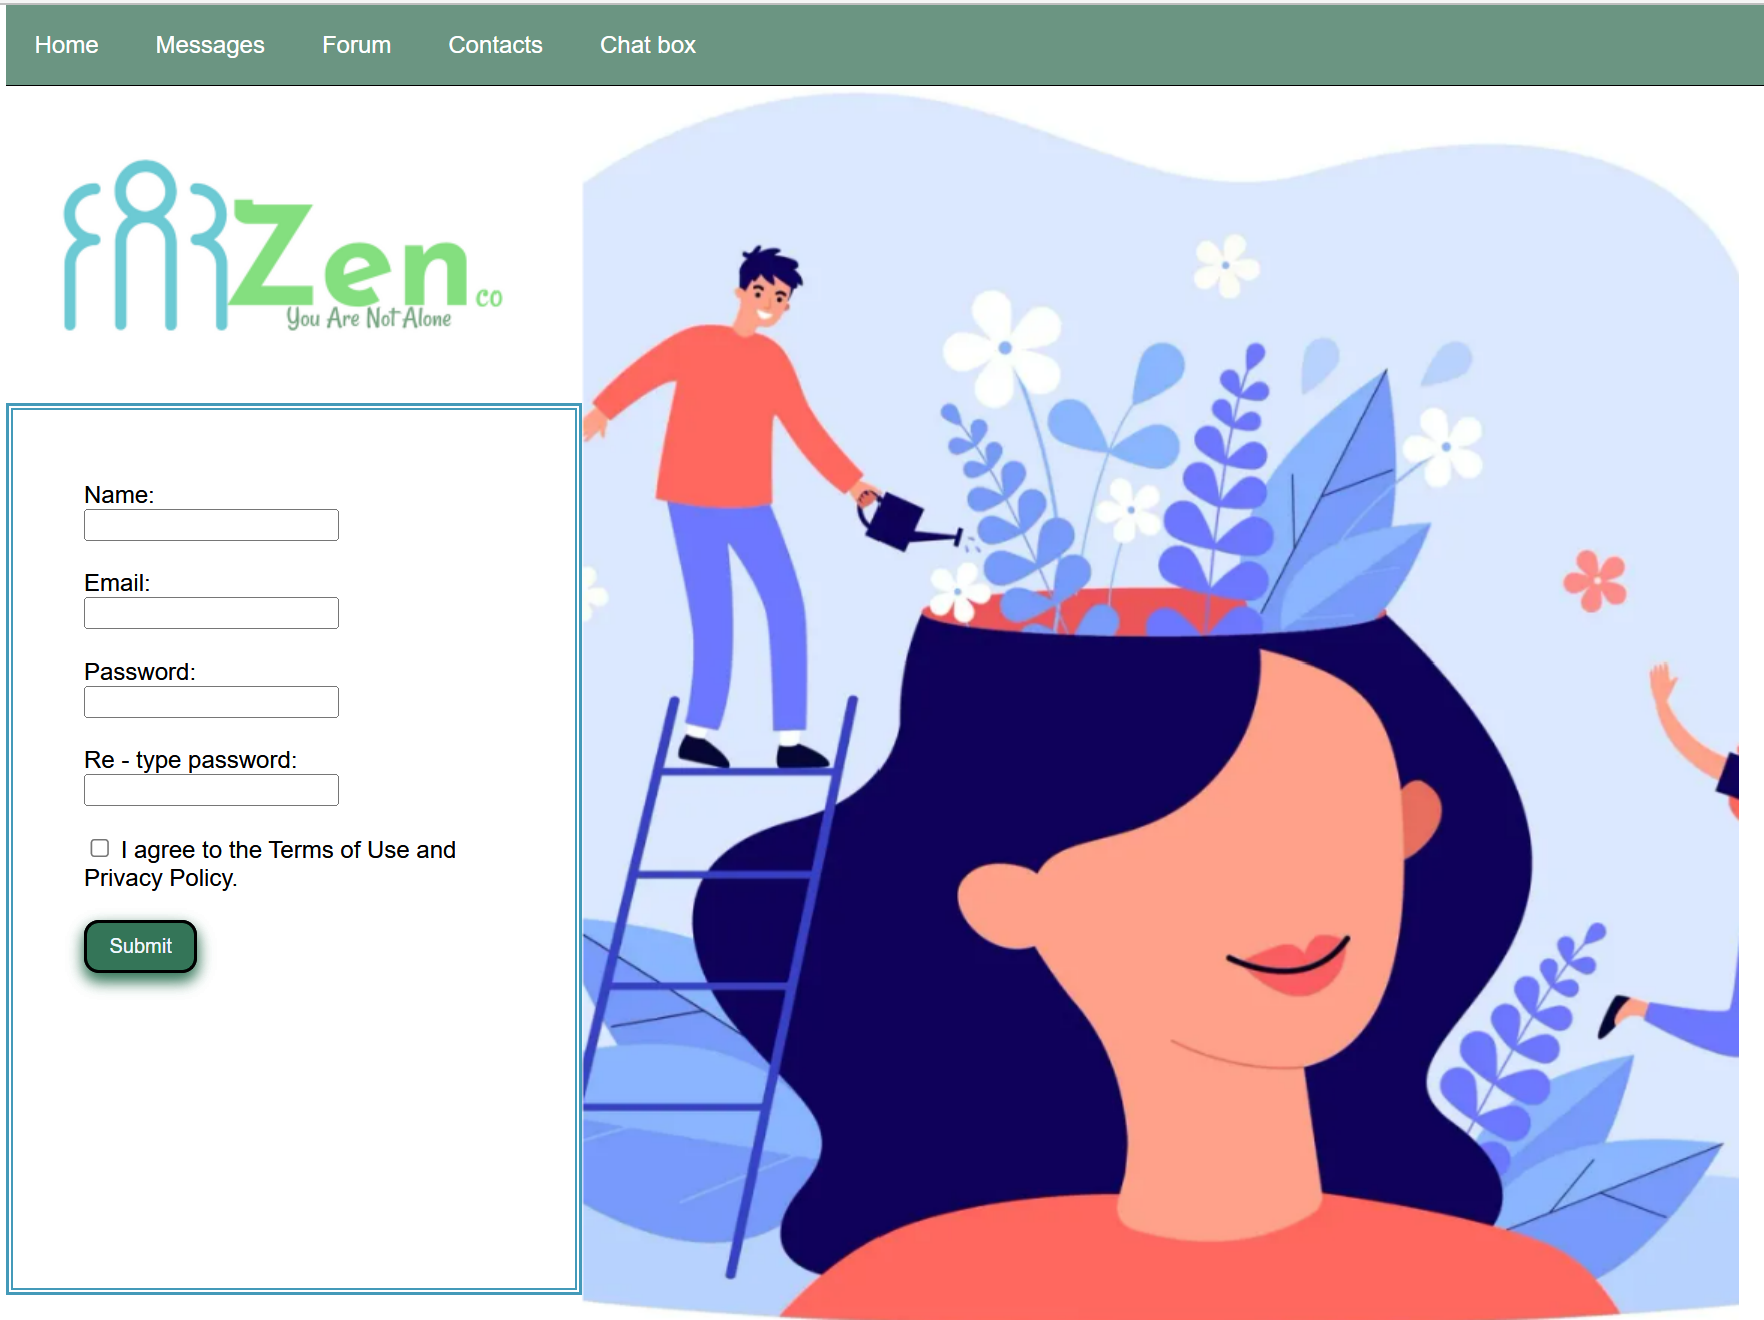 Home Messages Forum Contacts Chat box
Zen co
You Are Not Alone
Name:
Email:
Password:
Re - type password:
I agree to the Terms of Use and
Privacy Policy.
Submit